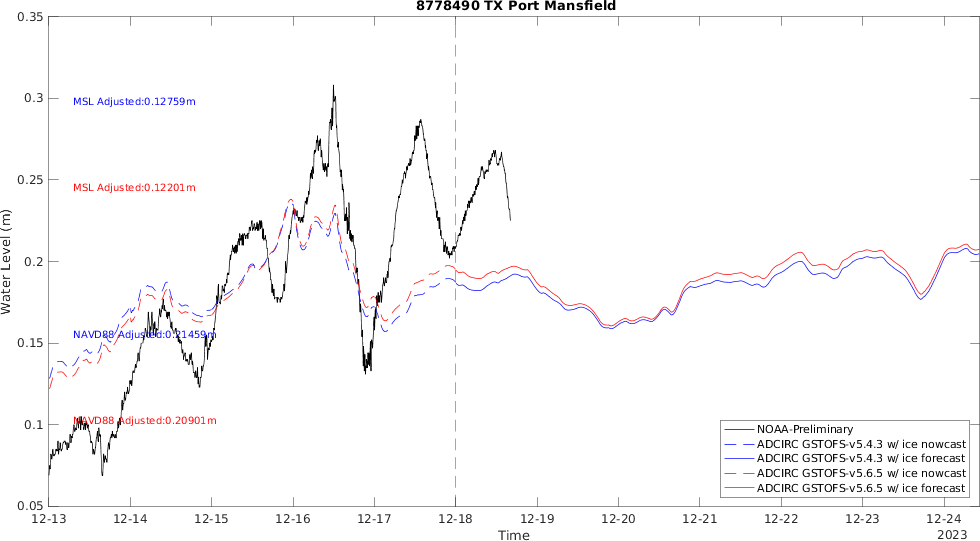 8778490 TX Port Mansfield
0.35
0.3
0.25
0.2
0.15
0.1
0.05
Water Level (m)
MSL Adjusted:0.12759m
MSL Adjusted:0.12201m
NAVD88 Adjusted:0.21459m
NAVD88 Adjusted:0.20901m
NOAA-Preliminary
ADCIRC GSTOFS-v5.4.3 w/ ice nowcast
ADCIRC GSTOFS-v5.4.3 w/ ice forecast
ADCIRC GSTOFS-v5.6.5 w/ ice nowcast
ADCIRC GSTOFS-v5.6.5 w/ ice forecast
12-13 12-14 12-15 12-16 12-17 12-18 12-19 12-20 12-21 12-22 12-23 12-24
Time
2023